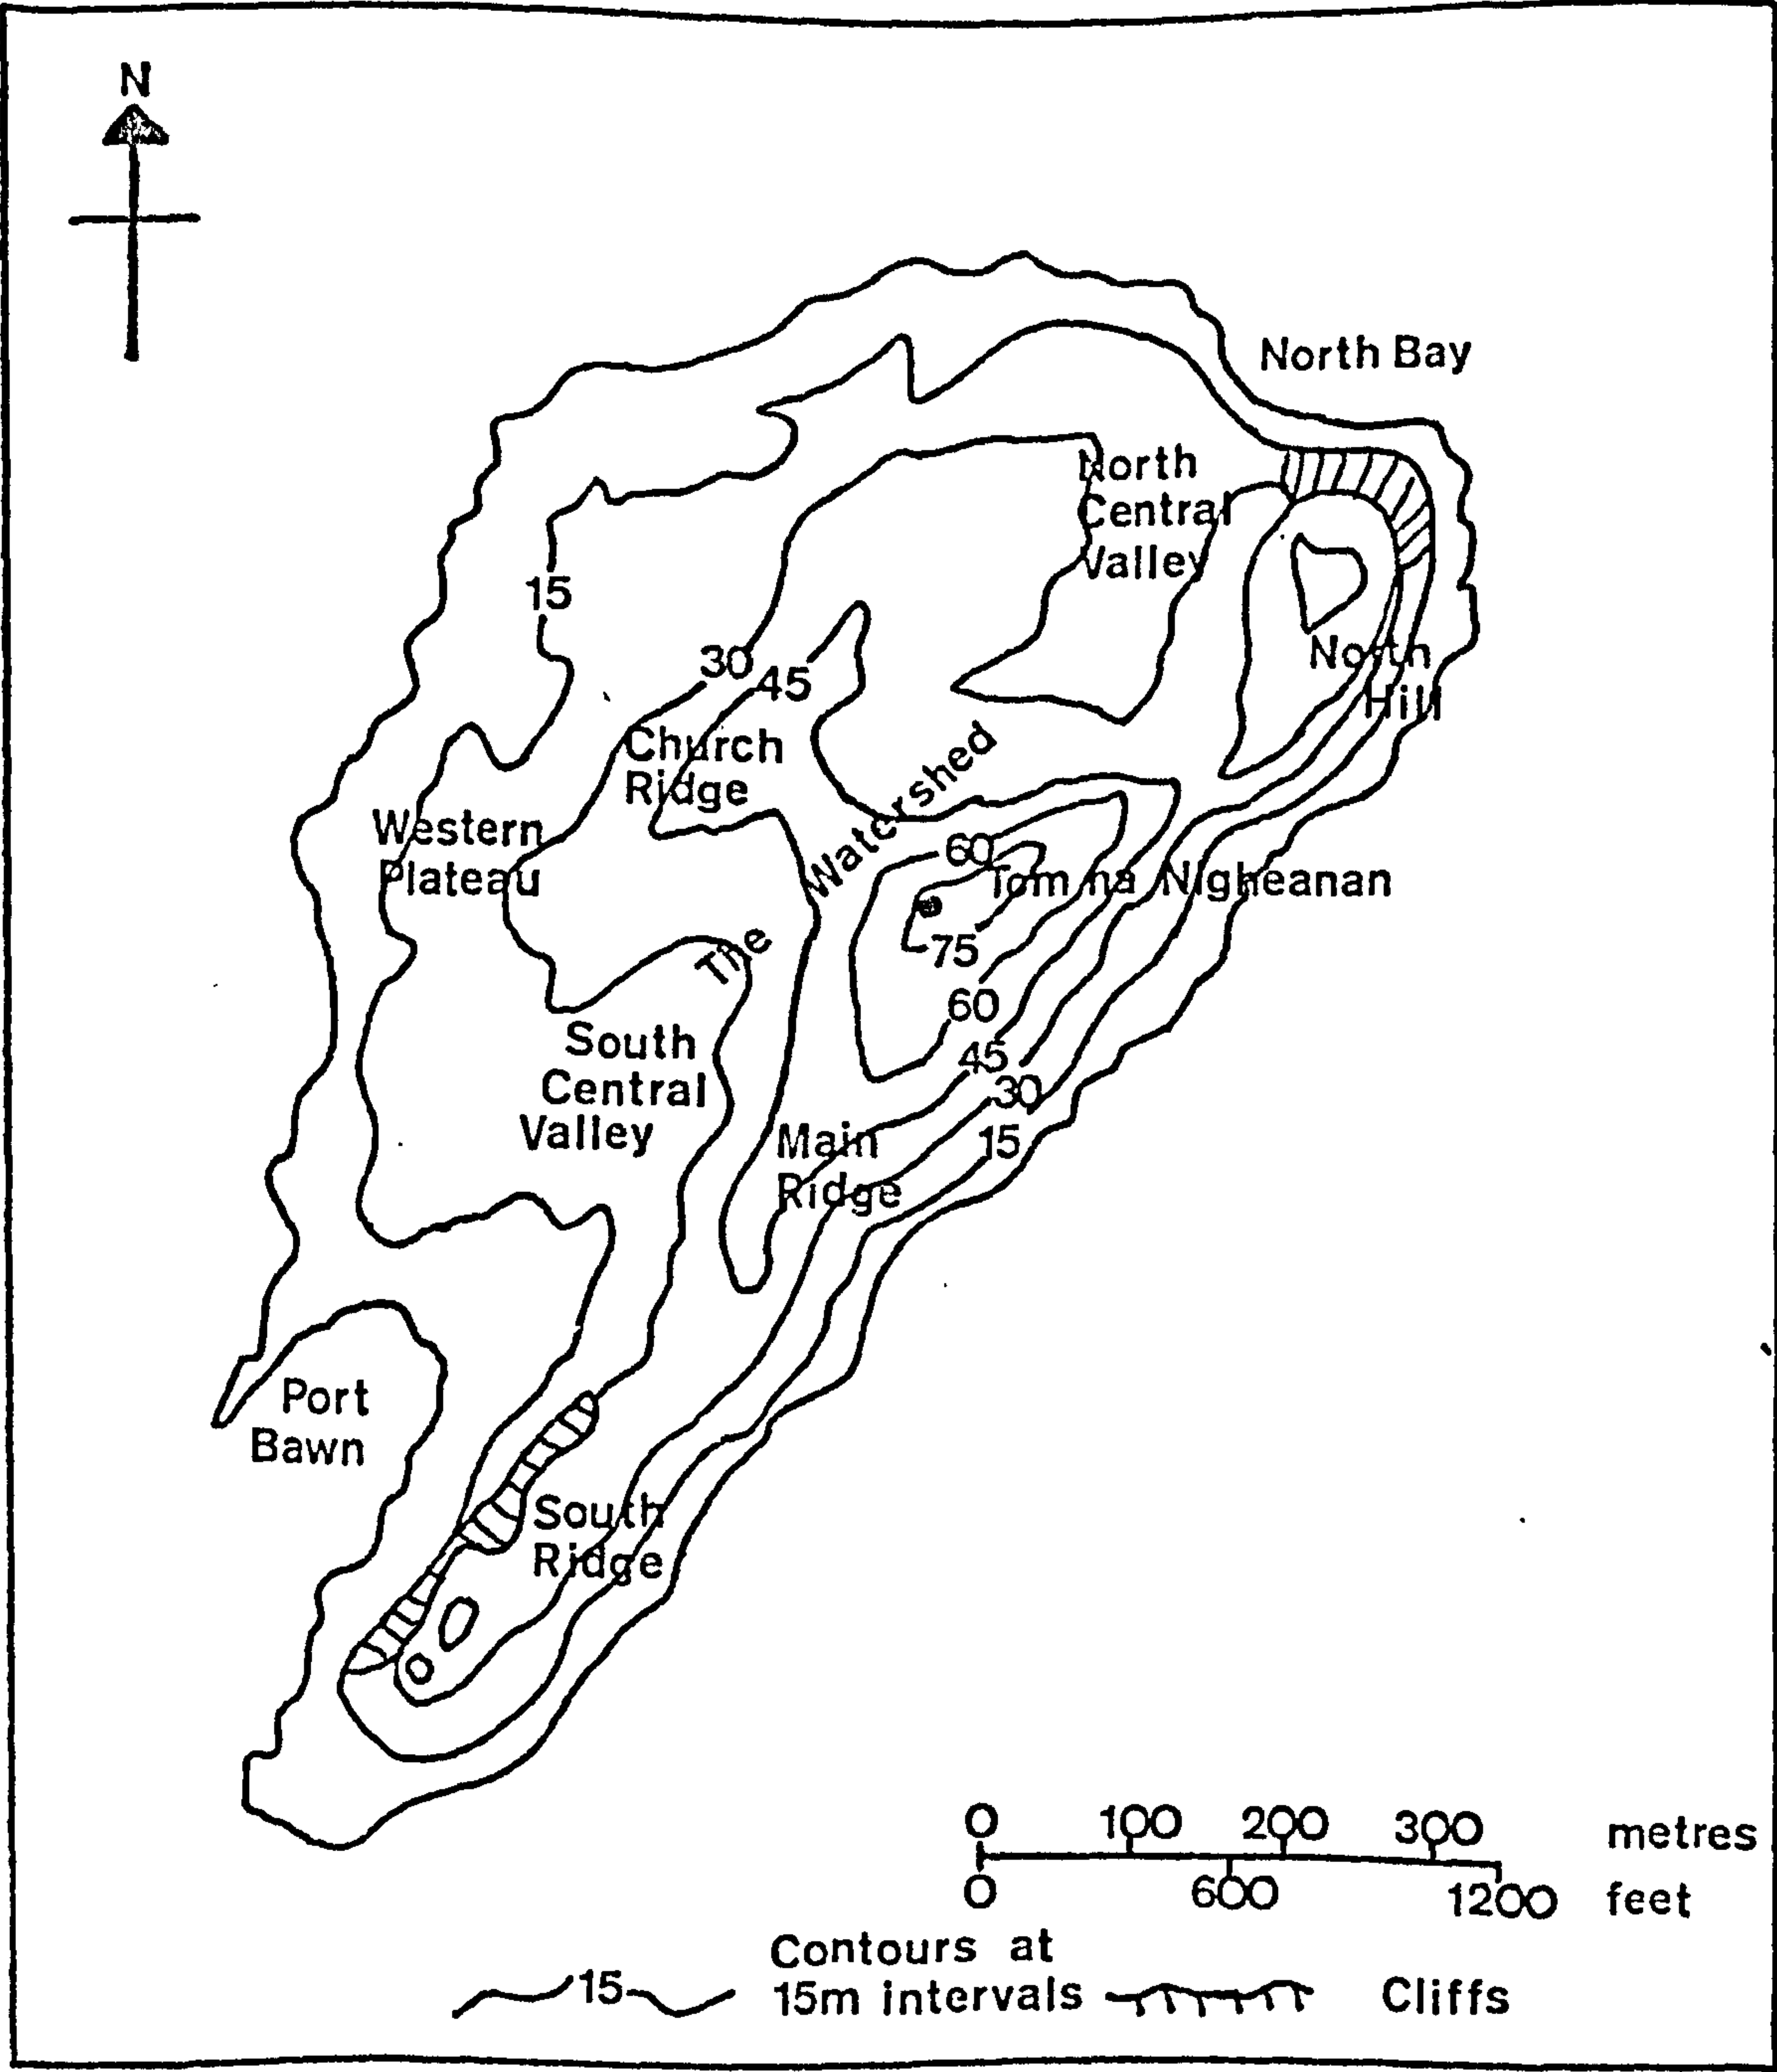 N
North Bay
North
Central
Valley
15
North
Hill
30
45
Church
Ridge
Western
Plateau
The Watershed
60
Tom na Nigheanan
75
60
South
Central
Valley
45
30
15
Main
Ridge
Port
Bawn
South
Ridge
0 100 200 300 metres
0 600 1200 feet
Contours at
15 15m intervals Cliffs